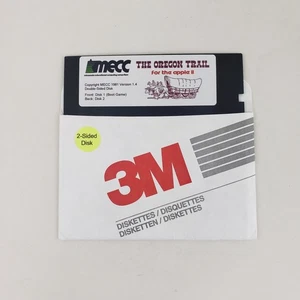 mecc
THE OREGON TRAIL
For the apple II
Copyright MECC 1987 Version 1.4
Double-Sided Disk
Front: Disk 1 (Boot Game)
Back: Disk 2
2-Sided
Disk
3M
DISKETTES / DISQUETTES
DISKETTEN / DISKETTES